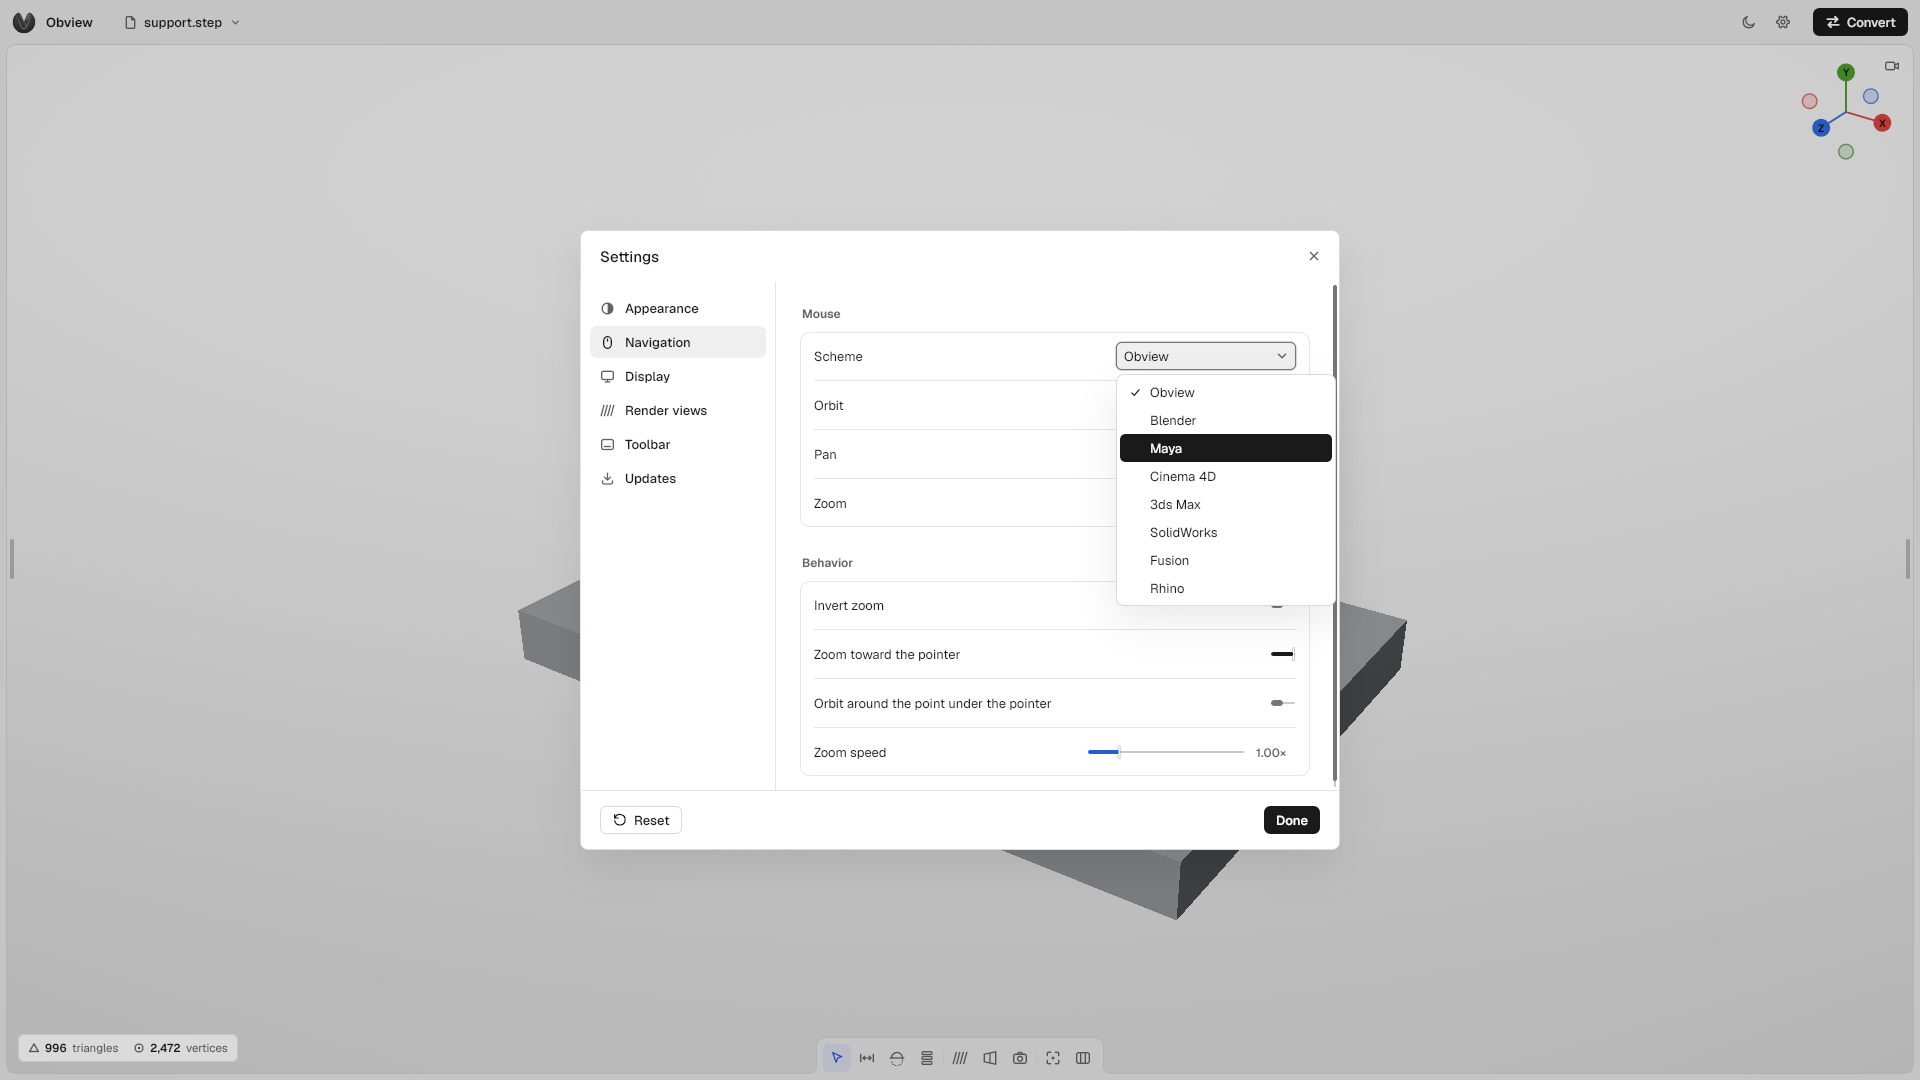 Obview
support.step
Convert
Y
X
Z
Settings
Appearance
Navigation
Display
Render views
Toolbar
Updates
Mouse
Scheme
Obview
Orbit
Pan
Zoom
Obview
Blender
Maya
Cinema 4D
3ds Max
SolidWorks
Fusion
Rhino
Behavior
Invert zoom
Zoom toward the pointer
Orbit around the point under the pointer
Zoom speed 1.00×
Reset
Done
996 triangles 2,472 vertices